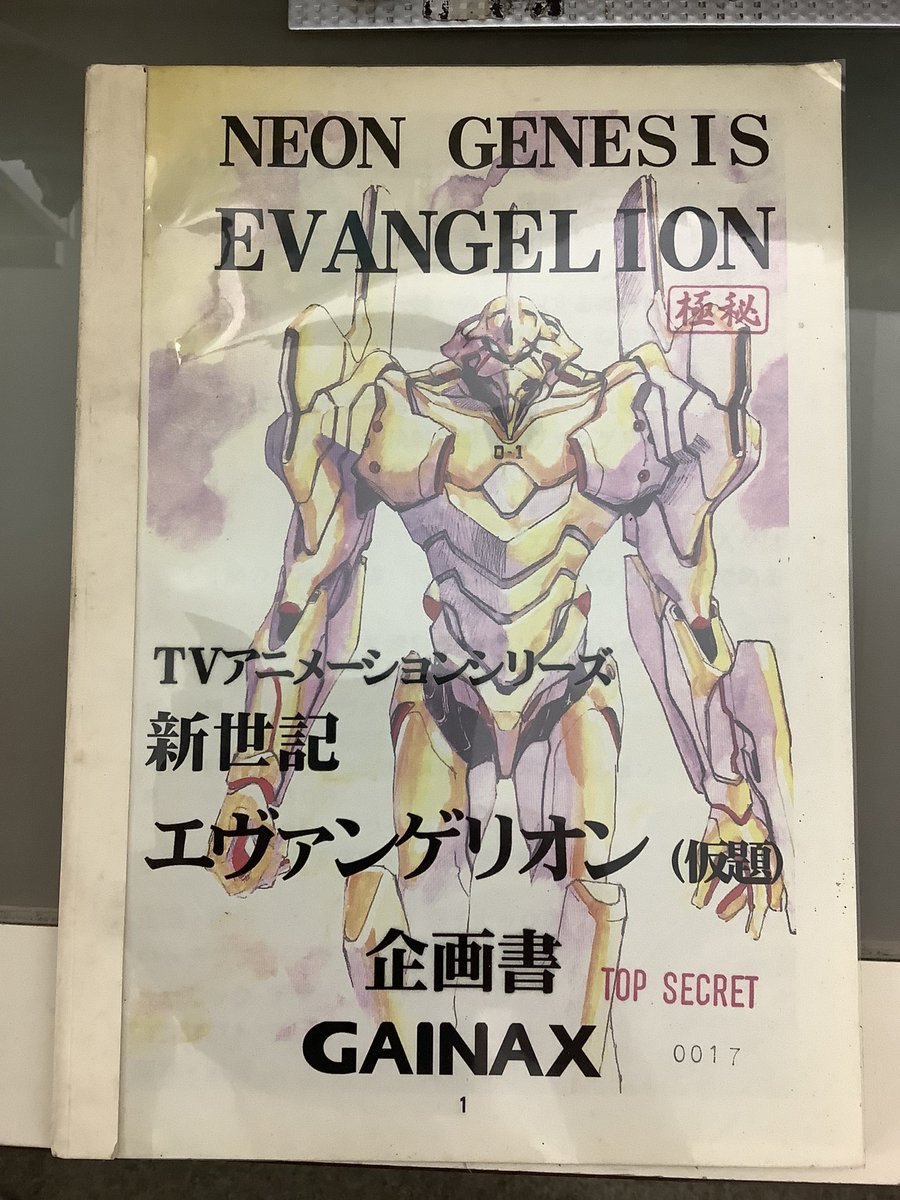 NEON GENESIS
EVANGELION
極秘
0-1
TVアニメーションシリーズ
新世記
エヴァンゲリオン (仮題)
企画書
TOP SECRET
GAINAX
0017
1